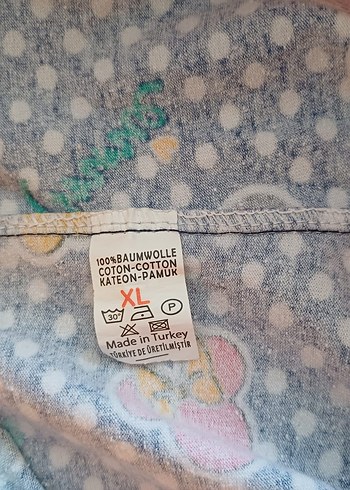 100%BAUMWOLLE
COTON-COTTON
KATEON-PAMUK
XL
30°
P
Made in Turkey
TÜRKİYE DE ÜRETİLMİŞTİR